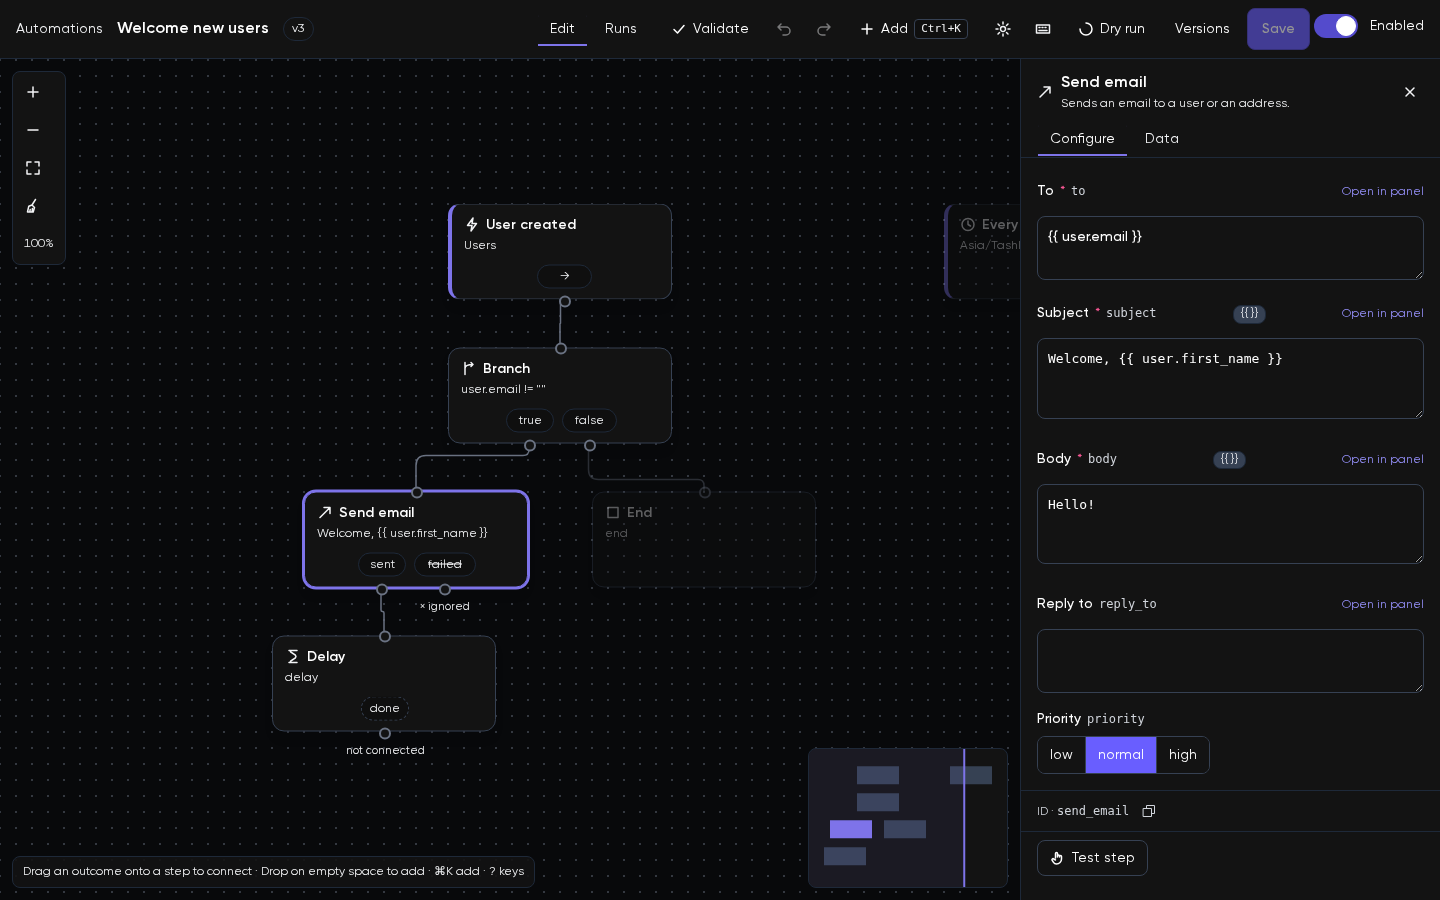 Automations Welcome new users v3
Edit Runs Validate Add Ctrl+K Dry run Versions Save Enabled
100%
Send email
Sends an email to a user or an address.
Configure Data
To * to Open in panel
{{ user.email }}
Subject * subject {{ }} Open in panel
Welcome, {{ user.first_name }}
Body * body {{ }} Open in panel
Hello!
Reply to reply_to Open in panel
Priority priority
low normal high
ID · send_email
Test step
User created
Users
→
Every
Branch
user.email != ""
true false
Send email
Welcome, {{ user.first_name }}
sent failed
× ignored
End
end
Delay
delay
done
not connected
Drag an outcome onto a step to connect · Drop on empty space to add · ⌘K add · ? keys